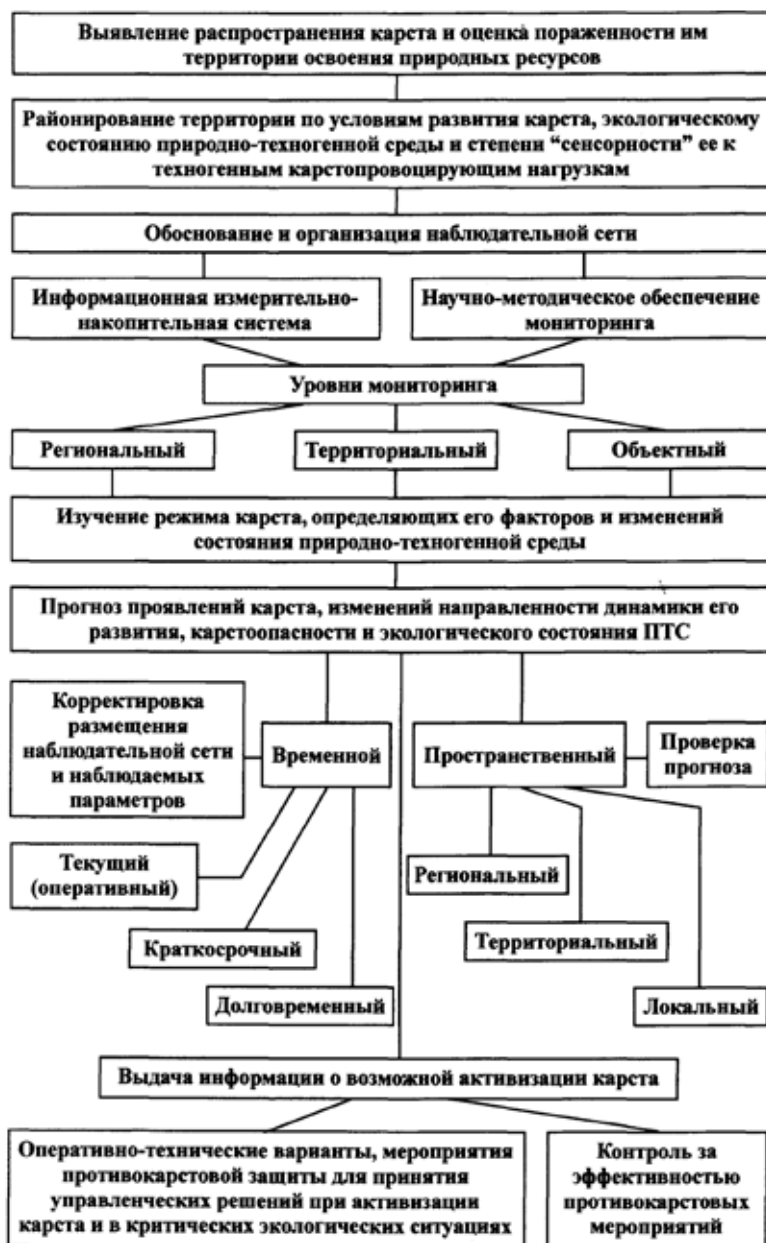 Выявление распространения карста и оценка пораженности им
территории освоения природных ресурсов
Районирование территории по условиям развития карста, экологическому
состоянию природно-техногенной среды и степени “сенсорности” ее к
техногенным карстопровоцирующим нагрузкам
Обоснование и организация наблюдательной сети
Информационная измерительно-
накопительная система
Научно-методическое обеспечение
мониторинга
Уровни мониторинга
Региональный
Территориальный
Объектный
Изучение режима карста, определяющих его факторов и изменений
состояния природно-техногенной среды
Прогноз проявлений карста, изменений направленности динамики его
развития, карстоопасности и экологического состояния ПТС
Корректировка
размещения
наблюдательной сети
и наблюдаемых
параметров
Временной
Пространственный
Проверка
прогноза
Текущий
(оперативный)
Региональный
Краткосрочный
Территориальный
Долговременный
Локальный
Выдача информации о возможной активизации карста
Оперативно-технические варианты, мероприятия
противокарстовой защиты для принятия
управленческих решений при активизации
карста и в критических экологических ситуациях
Контроль за
эффективностью
противокарстовых
мероприятий